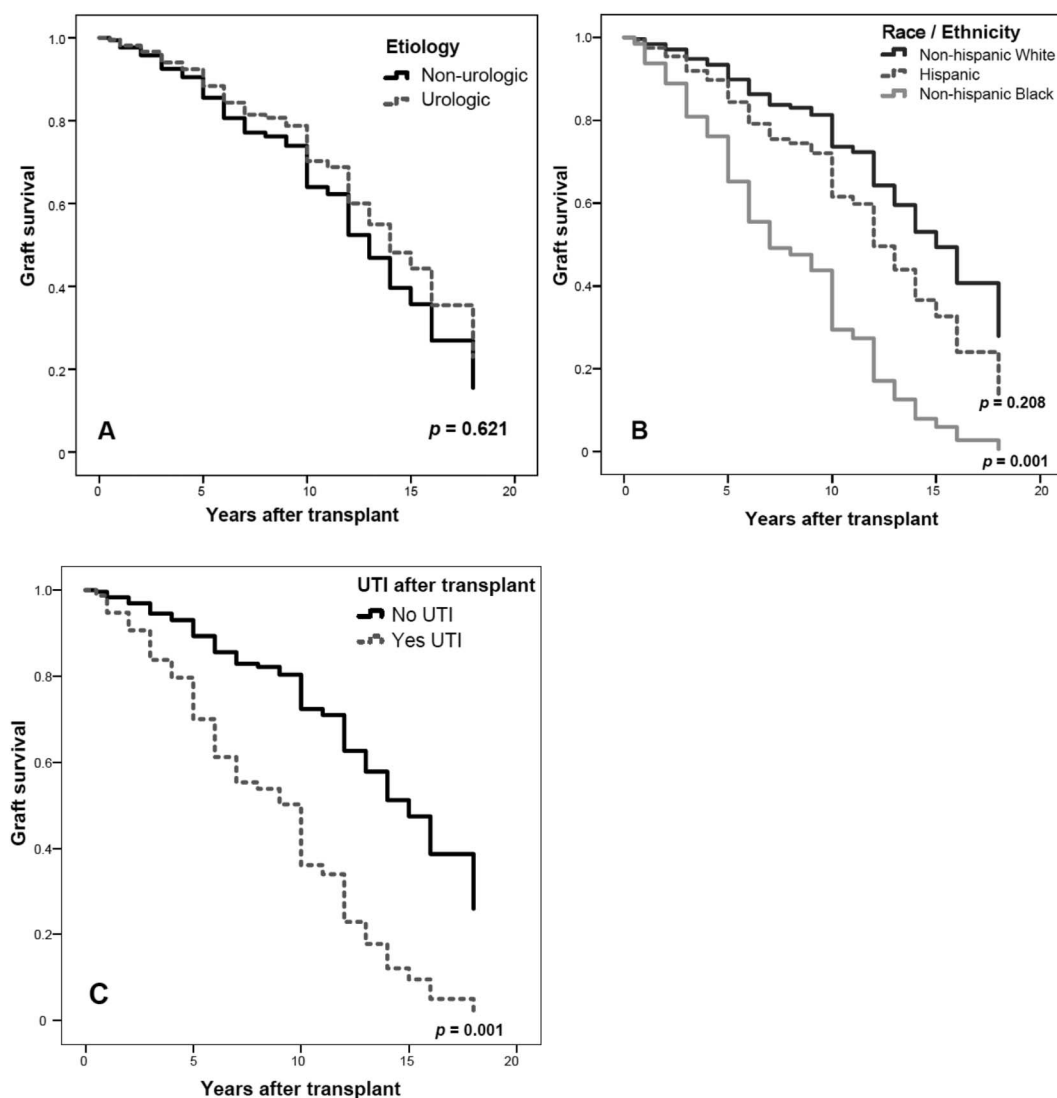 Etiology
Non-urologic
Urologic
Graft survival
1.0
0.8
0.6
0.4
0.2
0
A
p = 0.621
0 5 10 15 20
Years after transplant
Race / Ethnicity
Non-hispanic White
Hispanic
Non-hispanic Black
Graft survival
1.0
0.8
0.6
0.4
0.2
0
B
p = 0.208
p = 0.001
0 5 10 15 20
Years after transplant
UTI after transplant
No UTI
Yes UTI
Graft survival
1.0
0.8
0.6
0.4
0.2
0
C
p = 0.001
0 5 10 15 20
Years after transplant